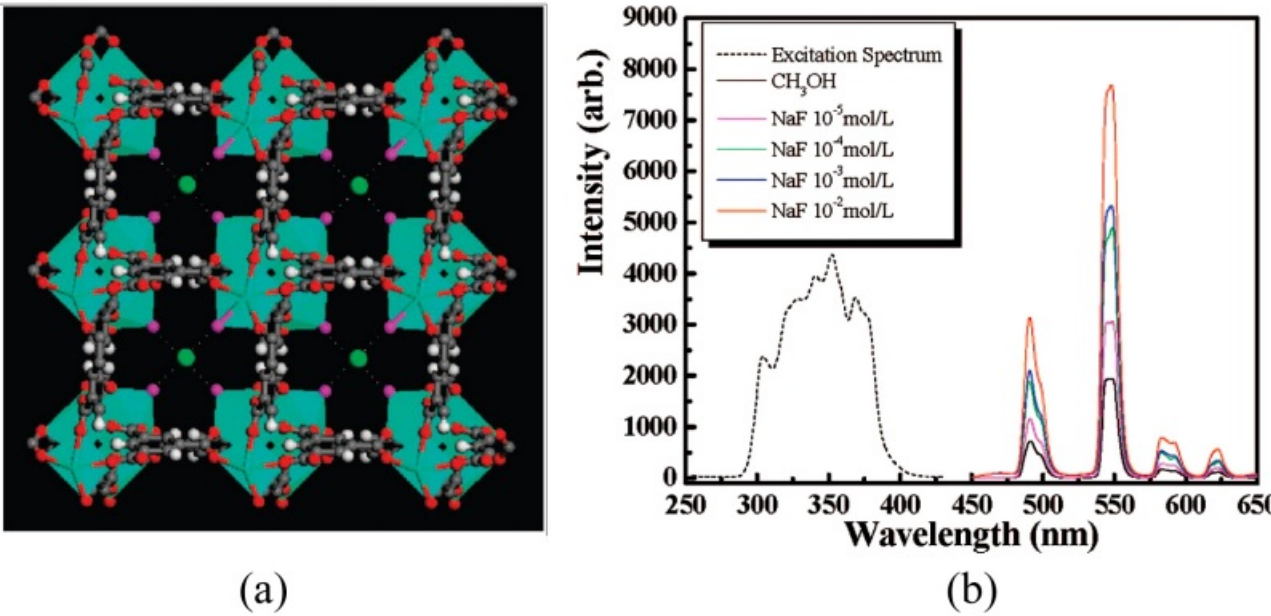 9000
8000
7000
6000
5000
4000
3000
2000
1000
0
Intensity (arb.)
Excitation Spectrum
CH₃OH
NaF 10⁻⁵mol/L
NaF 10⁻⁴mol/L
NaF 10⁻³mol/L
NaF 10⁻²mol/L
250 300 350 400 450 500 550 600 650
Wavelength (nm)
(a) (b)